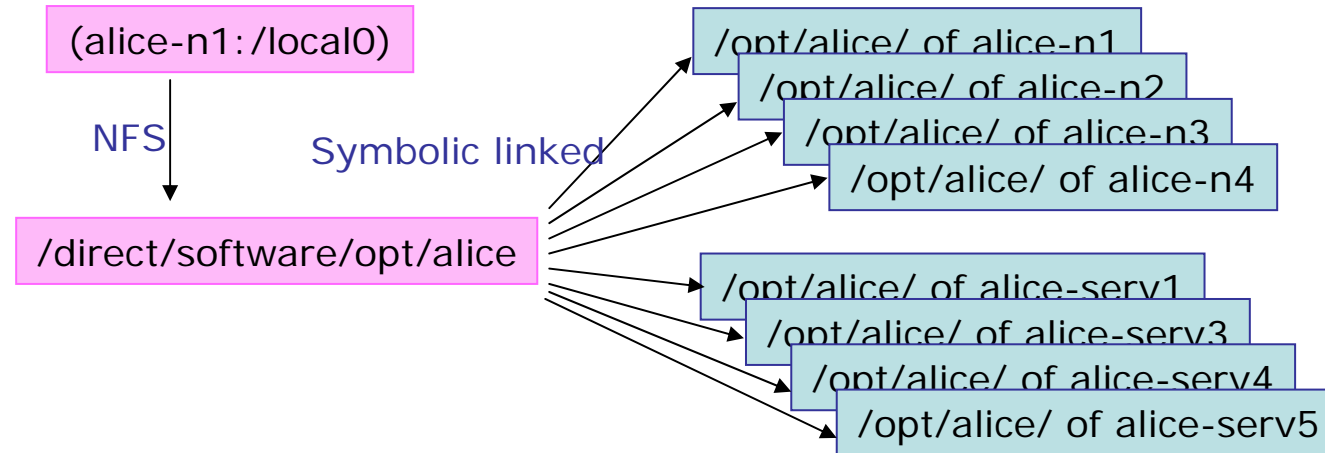 (alice-n1:/local0)
NFS
Symbolic linked
/direct/software/opt/alice
/opt/alice/ of alice-n1
/opt/alice/ of alice-n2
/opt/alice/ of alice-n3
/opt/alice/ of alice-n4
/opt/alice/ of alice-serv1
/opt/alice/ of alice-serv3
/opt/alice/ of alice-serv4
/opt/alice/ of alice-serv5